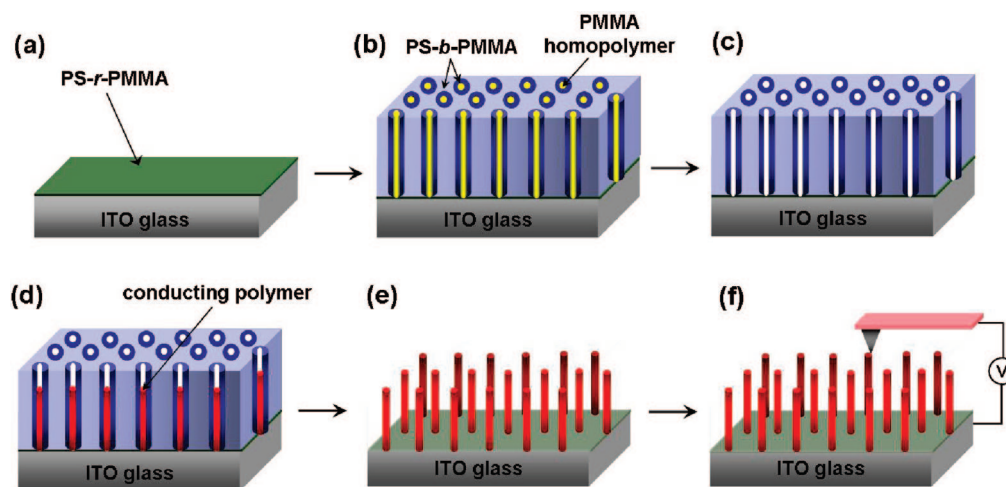 (a)
PS-r-PMMA
ITO glass
(b)
PS-b-PMMA
PMMA
homopolymer
ITO glass
(c)
ITO glass
(d)
conducting polymer
ITO glass
(e)
ITO glass
(f)
V
ITO glass